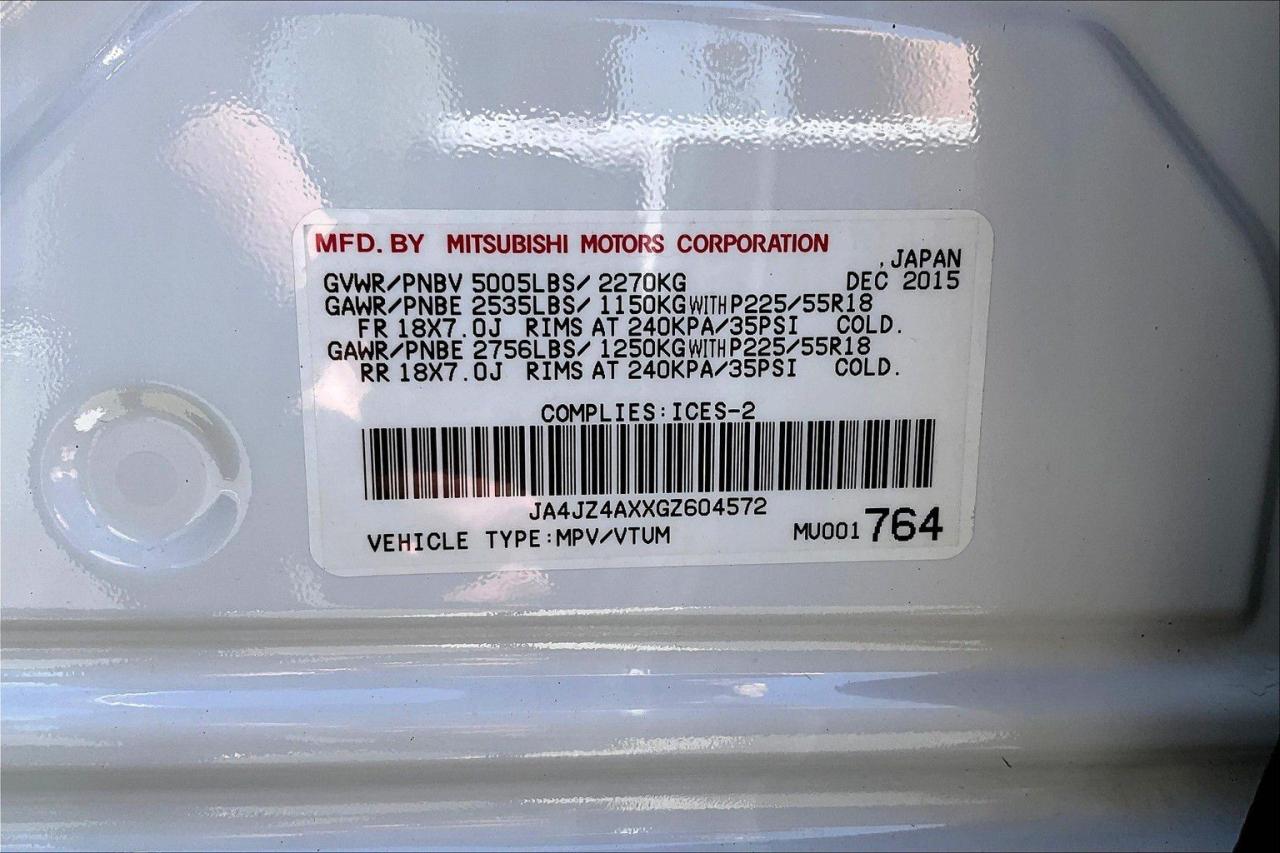 MFD. BY MITSUBISHI MOTORS CORPORATION
, JAPAN
GVWR/PNBV 5005LBS/ 2270KG DEC 2015
GAWR/PNBE 2535LBS/ 1150KG WITH P225/55R18
FR 18X7.0J RIMS AT 240KPA/35PSI COLD.
GAWR/PNBE 2756LBS/ 1250KG WITH P225/55R18
RR 18X7.0J RIMS AT 240KPA/35PSI COLD.
COMPLIES:ICES-2
JA4JZ4AXXGZ604572
VEHICLE TYPE:MPV/VTUM MU001 764